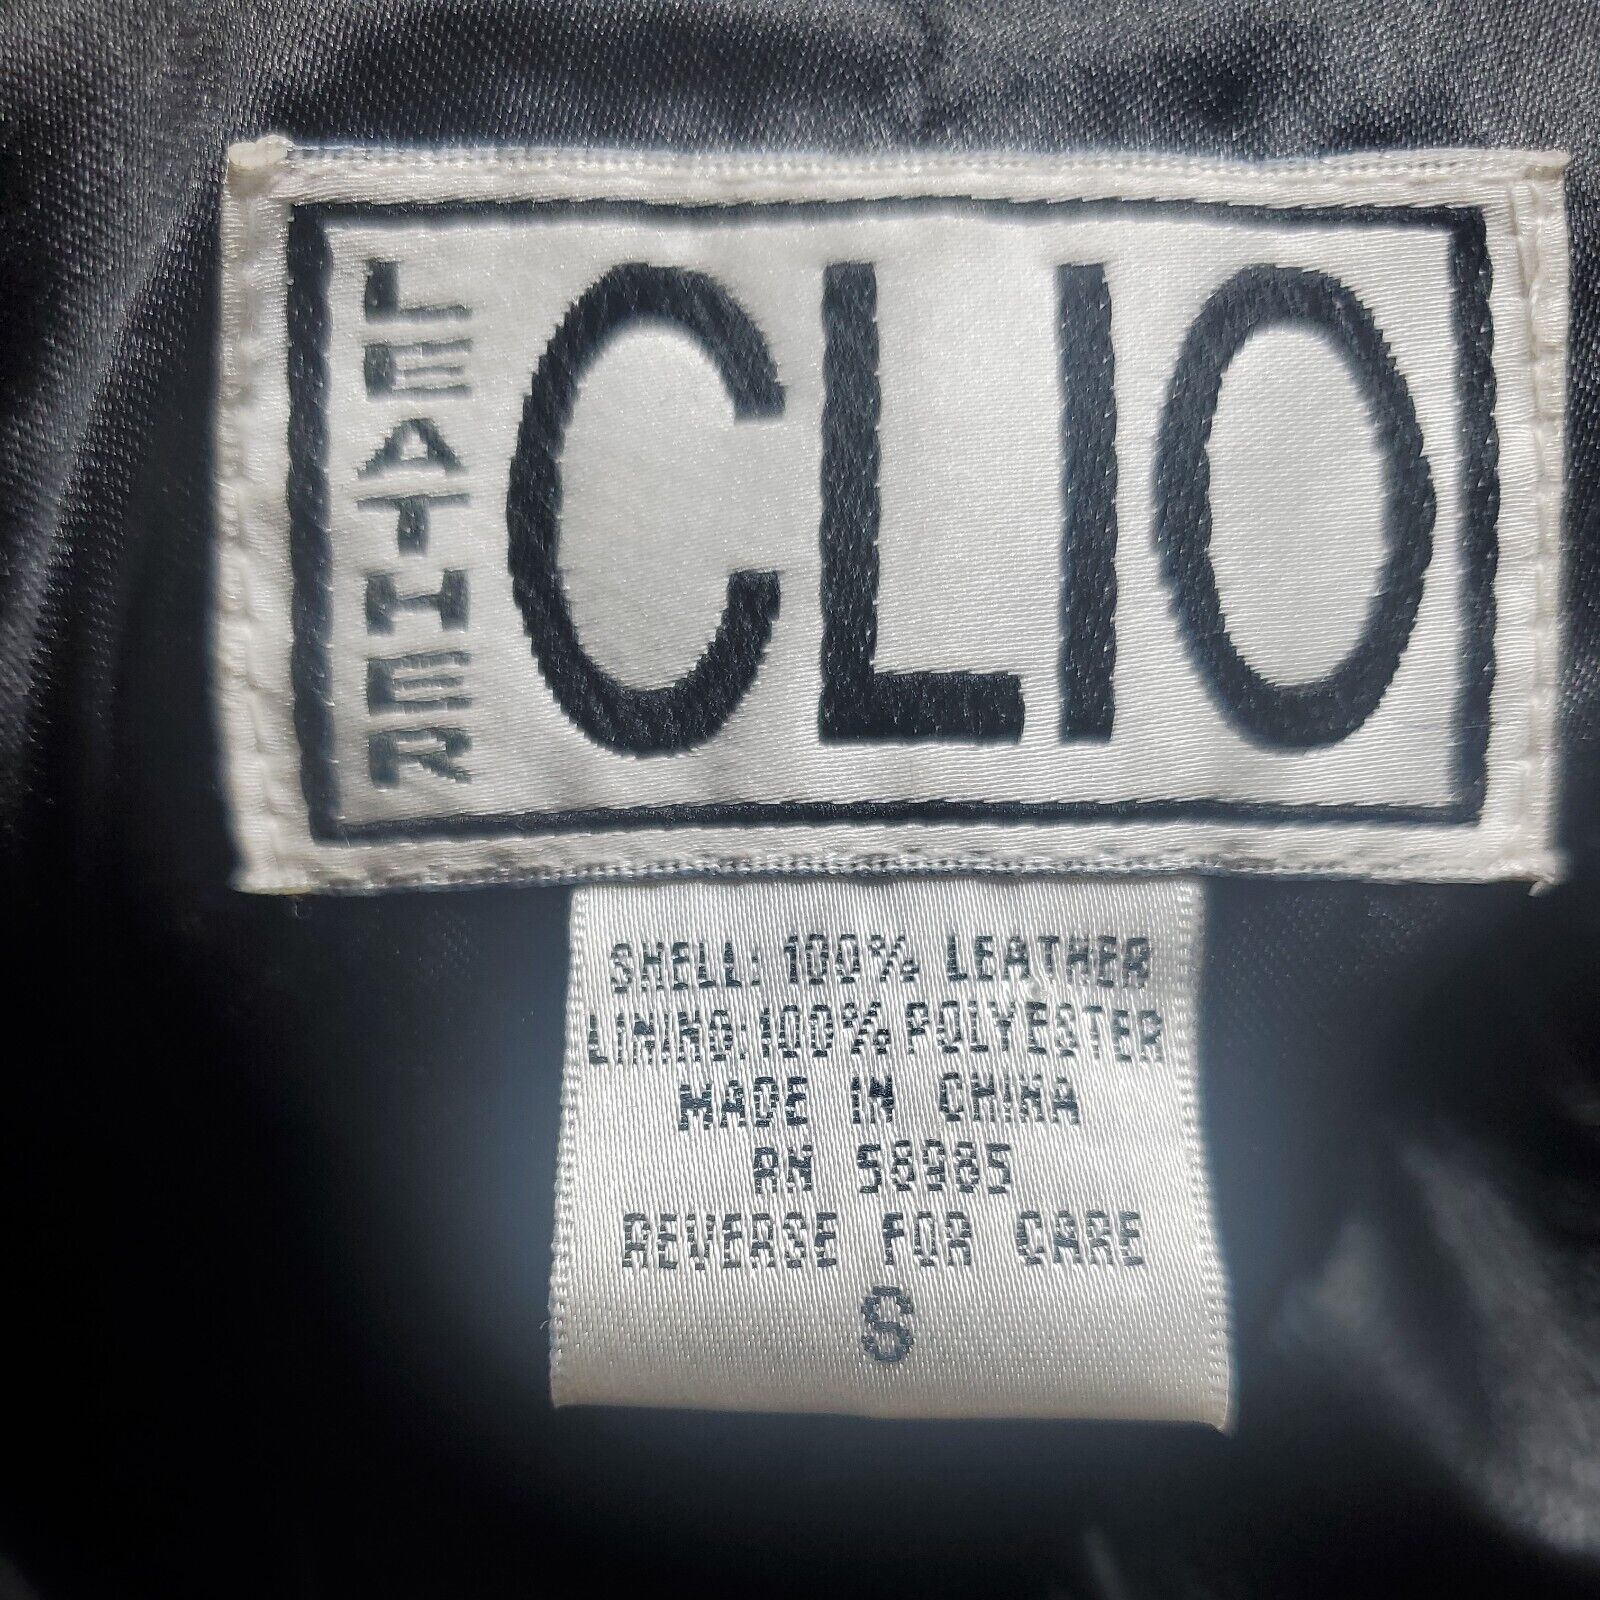 LEATHER
CLIO
SHELL: 100% LEATHER
LINING: 100% POLYESTER
MADE IN CHINA
RN 58985
REVERSE FOR CARE
S